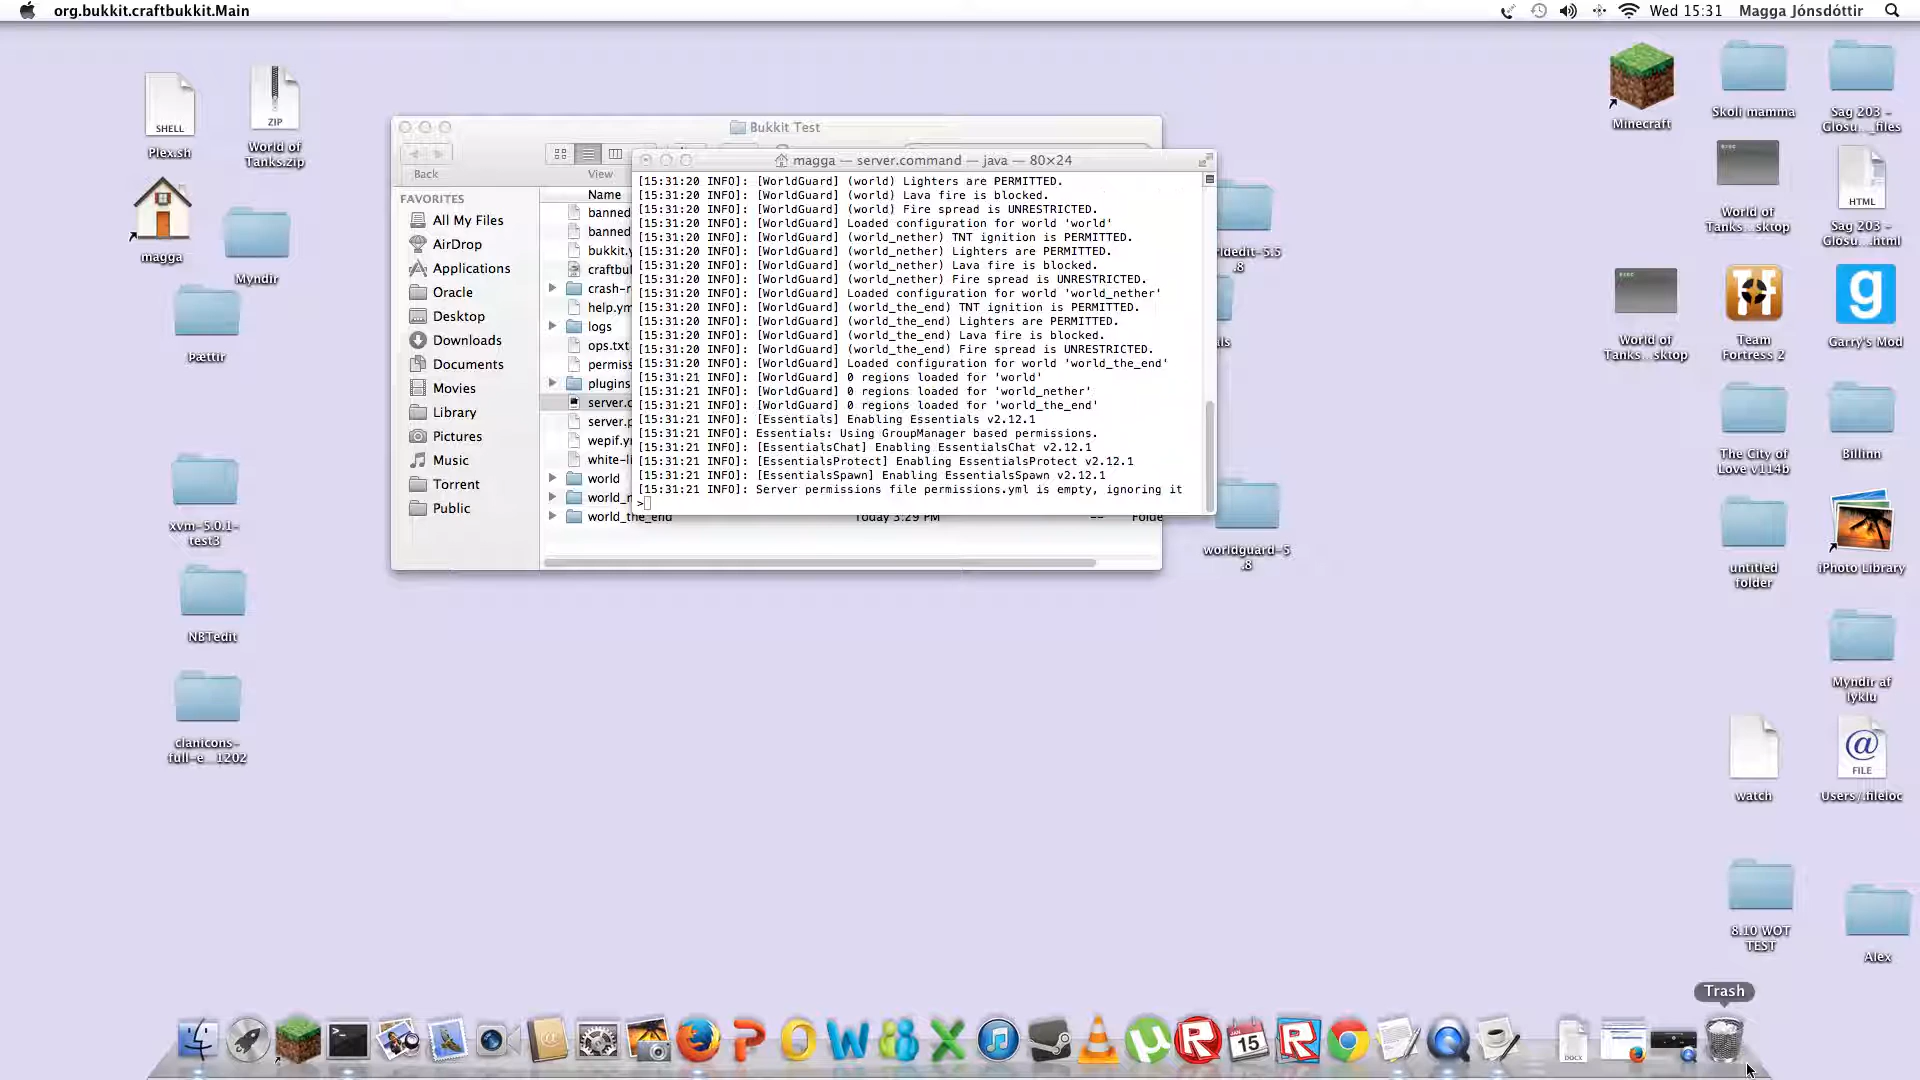 org.bukkit.craftbukkit.Main
Wed 15:31
Magga Jónsdóttir
SHELL
Plex.sh
ZIP
World of
Tanks.zip
magga
Myndir
Þættir
xvm-5.0.1-
test3
NBTedit
clanicons-
full-e...1202
Bukkit Test
Back
View
FAVORITES
All My Files
AirDrop
Applications
Oracle
Desktop
Downloads
Documents
Movies
Library
Pictures
Music
Torrent
Public
Name
banned
banned
bukkit.y
craftbu
crash-r
help.ym
logs
ops.txt
permis
plugins
server.c
server.p
wepif.y
white-li
world
world_n
world_the_end
Today 3:29 PM
--
Folde
magga — server.command — java — 80×24
[15:31:20 INFO]: [WorldGuard] (world) Lighters are PERMITTED.
[15:31:20 INFO]: [WorldGuard] (world) Lava fire is blocked.
[15:31:20 INFO]: [WorldGuard] (world) Fire spread is UNRESTRICTED.
[15:31:20 INFO]: [WorldGuard] Loaded configuration for world 'world'
[15:31:20 INFO]: [WorldGuard] (world_nether) TNT ignition is PERMITTED.
[15:31:20 INFO]: [WorldGuard] (world_nether) Lighters are PERMITTED.
[15:31:20 INFO]: [WorldGuard] (world_nether) Lava fire is blocked.
[15:31:20 INFO]: [WorldGuard] (world_nether) Fire spread is UNRESTRICTED.
[15:31:20 INFO]: [WorldGuard] Loaded configuration for world 'world_nether'
[15:31:20 INFO]: [WorldGuard] (world_the_end) TNT ignition is PERMITTED.
[15:31:20 INFO]: [WorldGuard] (world_the_end) Lighters are PERMITTED.
[15:31:20 INFO]: [WorldGuard] (world_the_end) Lava fire is blocked.
[15:31:20 INFO]: [WorldGuard] (world_the_end) Fire spread is UNRESTRICTED.
[15:31:20 INFO]: [WorldGuard] Loaded configuration for world 'world_the_end'
[15:31:21 INFO]: [WorldGuard] 0 regions loaded for 'world'
[15:31:21 INFO]: [WorldGuard] 0 regions loaded for 'world_nether'
[15:31:21 INFO]: [WorldGuard] 0 regions loaded for 'world_the_end'
[15:31:21 INFO]: [Essentials] Enabling Essentials v2.12.1
[15:31:21 INFO]: Essentials: Using GroupManager based permissions.
[15:31:21 INFO]: [EssentialsChat] Enabling EssentialsChat v2.12.1
[15:31:21 INFO]: [EssentialsProtect] Enabling EssentialsProtect v2.12.1
[15:31:21 INFO]: [EssentialsSpawn] Enabling EssentialsSpawn v2.12.1
[15:31:21 INFO]: Server permissions file permissions.yml is empty, ignoring it
>
ldedit-5.5
.8
als
worldguard-5
.8
Minecraft
Skoli mamma
Sag 203 -
Glósu..._files
World of
Tanks...sktop
HTML
Sag 203 -
Glósu...html
World of
Tanks...sktop
Team
Fortress 2
Garry's Mod
The City of
Love v114b
Billinn
untitled
folder
iPhoto Library
Myndir af
lyklu
watch
FILE
Users/.fileloc
8.10 WOT
TEST
Alex
Trash
JAN
15
DOCX